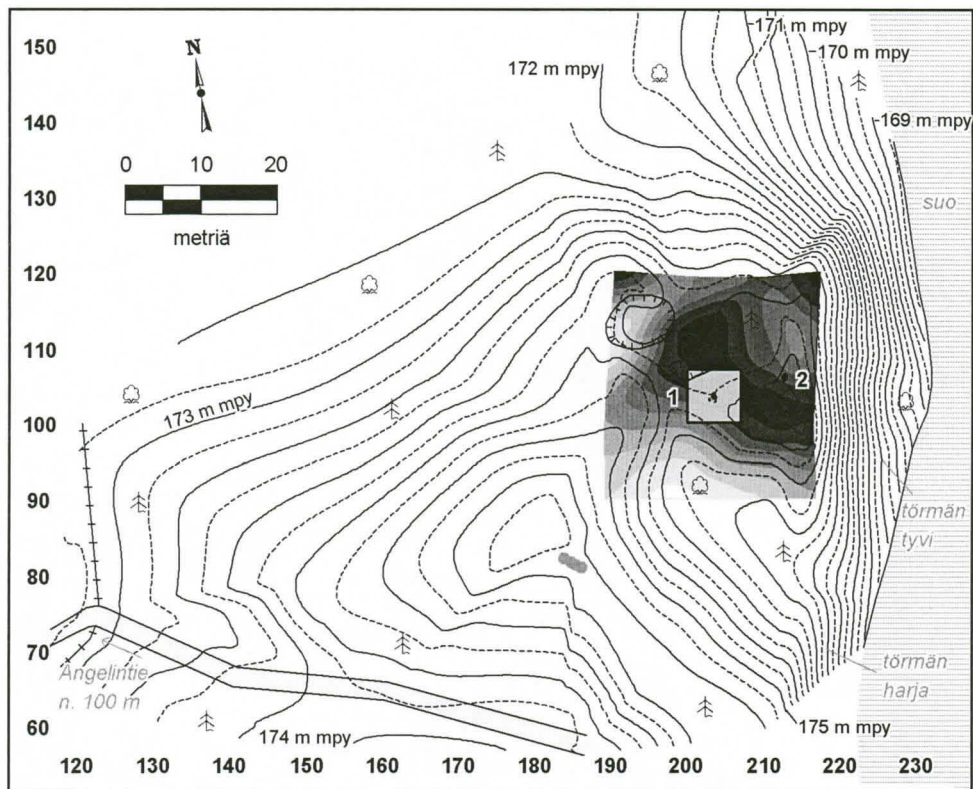 150
140
130
120
110
100
90
80
70
60
N
0 10 20
metriä
172 m mpy
171 m mpy
170 m mpy
169 m mpy
suo
173 m mpy
1
2
törmän
tyvi
törmän
harja
Angelintie
n. 100 m
174 m mpy
175 m mpy
120 130 140 150 160 170 180 190 200 210 220 230